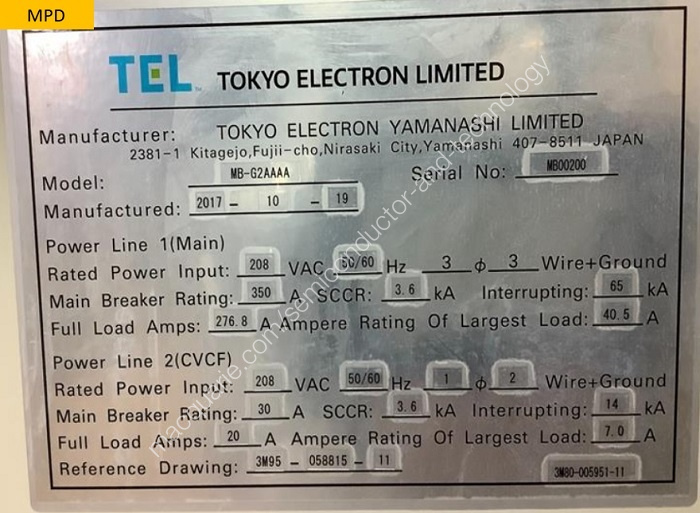 MPD
TEL™ TOKYO ELECTRON LIMITED
Manufacturer: TOKYO ELECTRON YAMANASHI LIMITED
2381-1 Kitagejo,Fujii-cho,Nirasaki City,Yamanashi 407-8511 JAPAN
Model: MB-G2AAAA Serial No: MB00200
Manufactured: 2017 - 10 - 19
Power Line 1(Main)
Rated Power Input: 208 VAC 50/60 Hz 3 Φ 3 Wire+Ground
Main Breaker Rating: 350 A SCCR: 3.6 kA Interrupting: 65 kA
Full Load Amps: 276.8 A Ampere Rating Of Largest Load: 40.5 A
Power Line 2(CVCF)
Rated Power Input: 208 VAC 50/60 Hz 1 Φ 2 Wire+Ground
Main Breaker Rating: 30 A SCCR: 3.6 kA Interrupting: 14 kA
Full Load Amps: 20 A Ampere Rating Of Largest Load: 7.0 A
Reference Drawing: 3M95 - 058815 - 11
3M80-005951-11
macquarie.com/semiconductor-and-technology